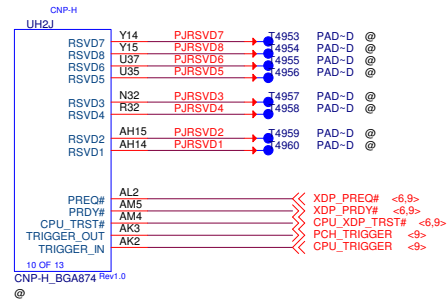 CNP-H
UH2J
RSVD7 Y14 PJRSVD7 T4953 PAD~D @
RSVD8 Y15 PJRSVD8 T4954 PAD~D @
RSVD6 U37 PJRSVD6 T4955 PAD~D @
RSVD5 U35 PJRSVD5 T4956 PAD~D @
RSVD3 N32 PJRSVD3 T4957 PAD~D @
RSVD4 R32 PJRSVD4 T4958 PAD~D @
RSVD2 AH15 PJRSVD2 T4959 PAD~D @
RSVD1 AH14 PJRSVD1 T4960 PAD~D @
PREQ# AL2 XDP_PREQ# <6,9>
PRDY# AM5 XDP_PRDY# <6,9>
CPU_TRST# AM4 CPU_XDP_TRST# <6,9>
TRIGGER_OUT AK3 PCH_TRIGGER <9>
TRIGGER_IN AK2 CPU_TRIGGER <9>
10 OF 13
CNP-H_BGA874 Rev1.0
@